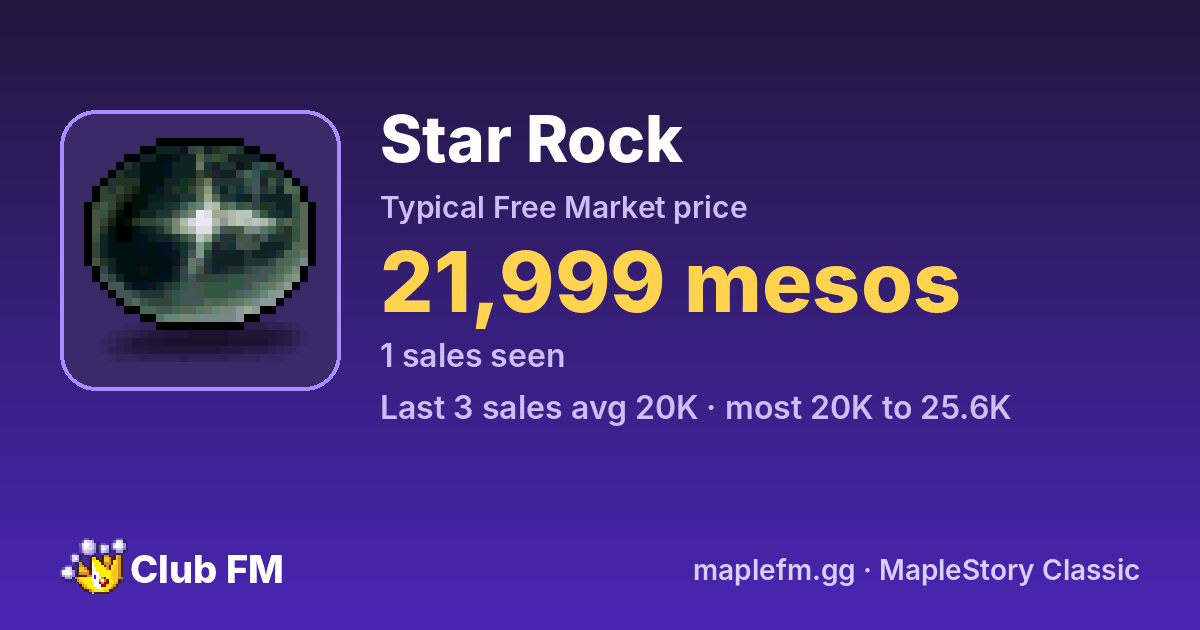 Star Rock
Typical Free Market price
21,999 mesos
1 sales seen
Last 3 sales avg 20K · most 20K to 25.6K
Club FM
maplefm.gg · MapleStory Classic